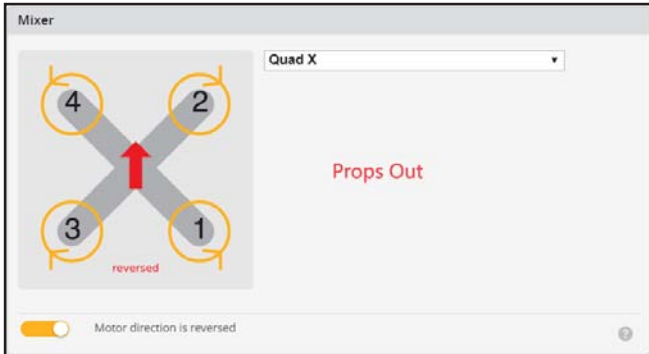 Mixer
Quad X
4 2
Props Out
3 1
reversed
Motor direction is reversed
?